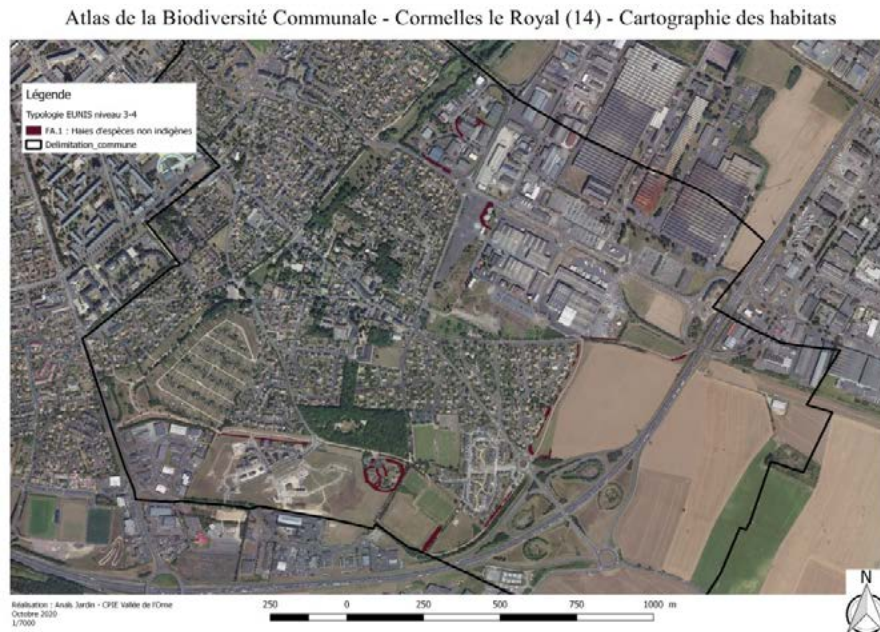 Atlas de la Biodiversité Communale - Cormelles le Royal (14) - Cartographie des habitats
Légende
Typologie EUNIS niveau 3-4
FA.1 : Haies d'espèces non indigènes
Delimitation_commune
N
Réalisation : Anaïs Jardin - CPIE Vallée de l'Orne
Octobre 2020
1/7000
250 0 250 500 750 1000 m